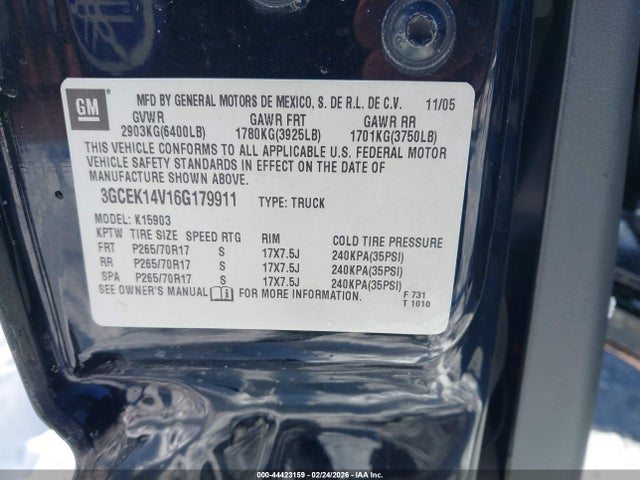 GM
MFD BY GENERAL MOTORS DE MEXICO, S. DE R.L. DE C.V. 11/05
GVWR GAWR FRT GAWR RR
2903KG(6400LB) 1780KG(3925LB) 1701KG(3750LB)
THIS VEHICLE CONFORMS TO ALL APPLICABLE U.S. FEDERAL MOTOR
VEHICLE SAFETY STANDARDS IN EFFECT ON THE DATE OF
MANUFACTURE SHOWN ABOVE.
3GCEK14V16G179911 TYPE: TRUCK
MODEL: K15903
KPTW TIRE SIZE SPEED RTG RIM COLD TIRE PRESSURE
FRT P265/70R17 S 17X7.5J 240KPA(35PSI)
RR P265/70R17 S 17X7.5J 240KPA(35PSI)
SPA P265/70R17 S 17X7.5J 240KPA(35PSI)
SEE OWNER'S MANUAL FOR MORE INFORMATION.
F 731
T 1010
000-44423159 - 02/24/2026 - IAA, Inc.